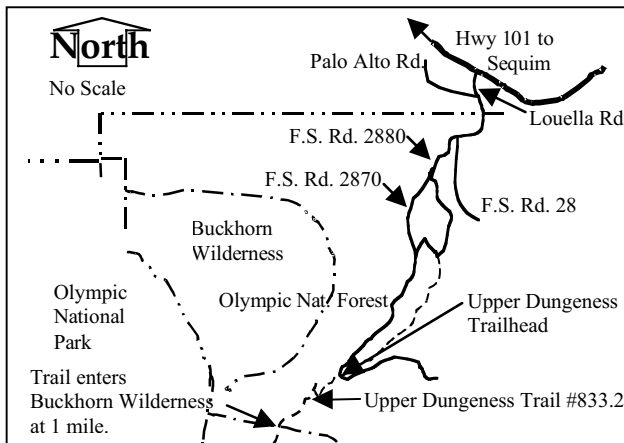 North
No Scale
Hwy 101 to
Sequim
Palo Alto Rd.
Louella Rd
F.S. Rd. 2880
F.S. Rd. 2870
F.S. Rd. 28
Buckhorn
Wilderness
Olympic Nat. Forest
Olympic
National
Park
Upper Dungeness
Trailhead
Trail enters
Buckhorn Wilderness
at 1 mile.
Upper Dungeness Trail #833.2